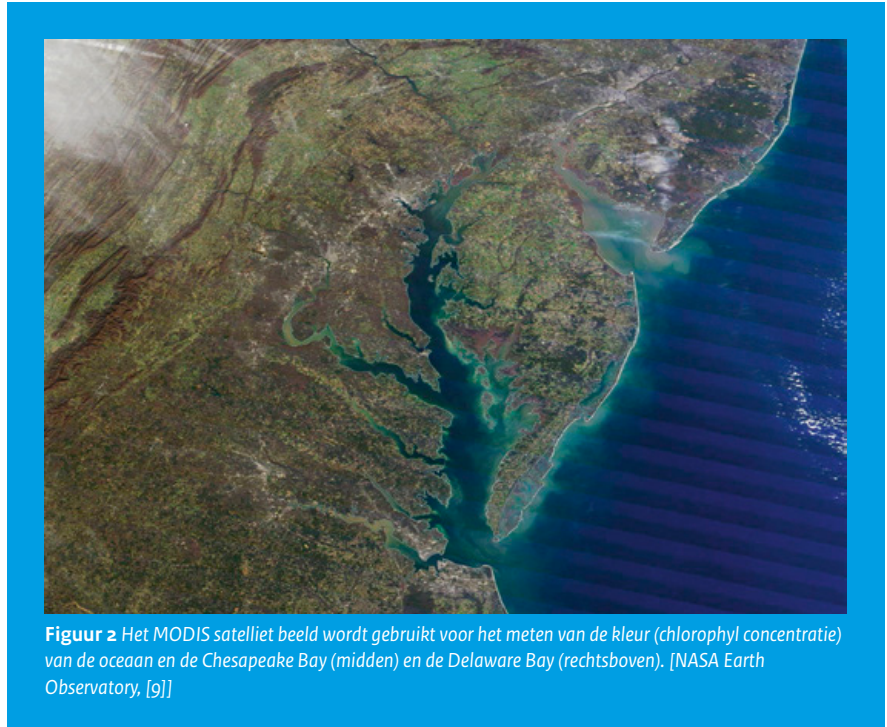 Figuur 2 Het MODIS satelliet beeld wordt gebruikt voor het meten van de kleur (chlorophyl concentratie)
van de oceaan en de Chesapeake Bay (midden) en de Delaware Bay (rechtsboven). [NASA Earth
Observatory, [9]]